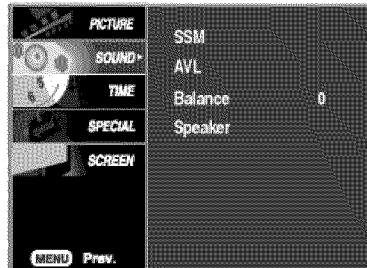 PICTURE
SOUND
TIME
SPECIAL
SCREEN
MENU Prev.
SSM
AVL
Balance 0
Speaker